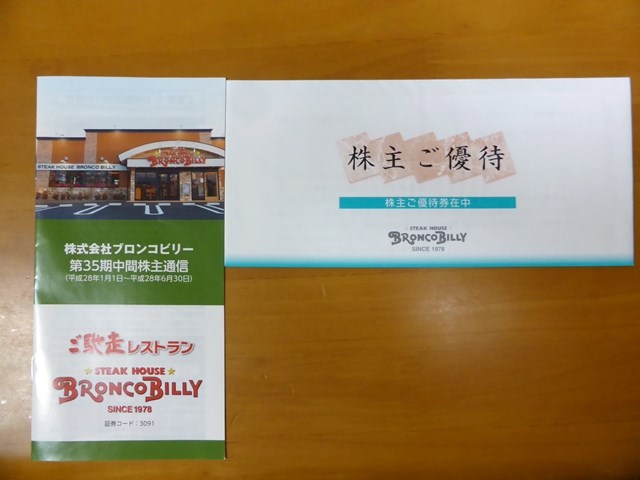 STEAK HOUSE BRONCO BILLY
BRONCO BILLY
株式会社ブロンコビリー
第35期中間株主通信
(平成28年1月1日~平成28年6月30日)
ご馳走レストラン
STEAK HOUSE
BRONCO BILLY
SINCE 1978
証券コード:3091
株主ご優待
株主ご優待券在中
STEAK HOUSE
BRONCO BILLY
SINCE 1978